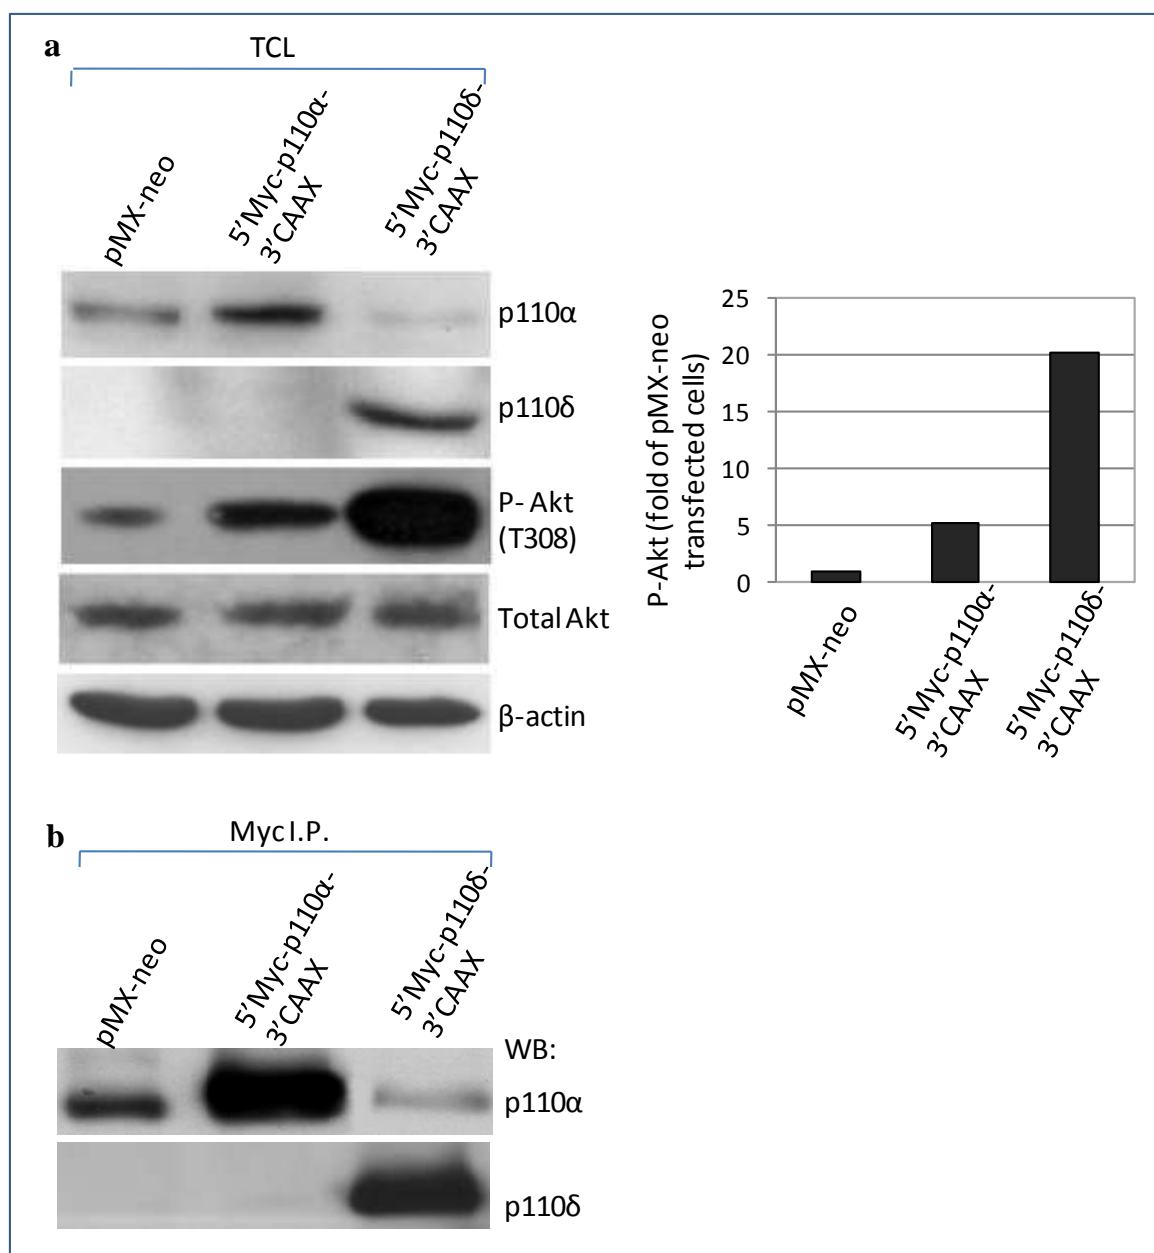 a
TCL
pMX-neo
5’Myc-p110α-
3’CAAX
5’Myc-p110δ-
3’CAAX
p110α
p110δ
P- Akt
(T308)
Total Akt
β-actin
P-Akt (fold of pMX-neo
transfected cells)
25
20
15
10
5
0
pMX-neo
5’Myc-p110α-
3’CAAX
5’Myc-p110δ-
3’CAAX
b
Myc I.P.
pMX-neo
5’Myc-p110α-
3’CAAX
5’Myc-p110δ-
3’CAAX
WB:
p110α
p110δ